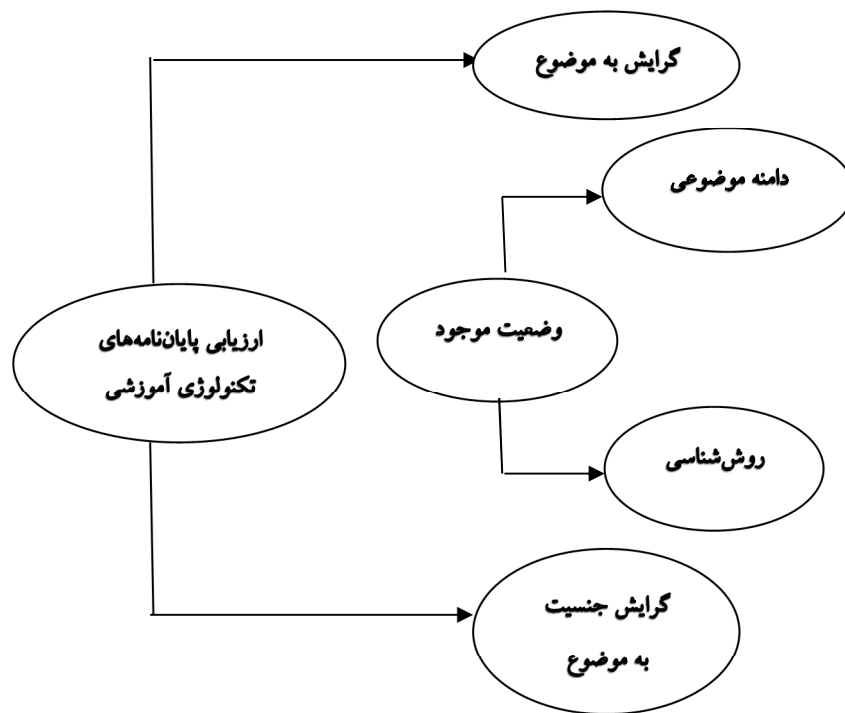 گرایش به موضوع
دامنه موضوعی
وضعیت موجود
ارزیابی پایان‌نامه‌های
تکنولوژی آموزشی
روش‌شناسی
گرایش جنسیت
به موضوع